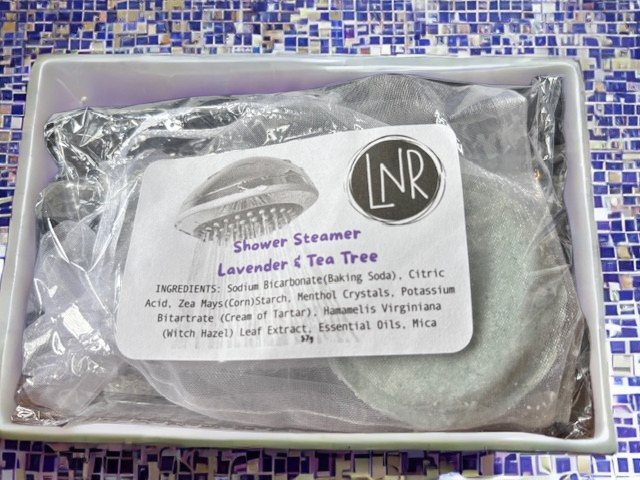 LNR
Shower Steamer
Lavender & Tea Tree
INGREDIENTS: Sodium Bicarbonate(Baking Soda), Citric
Acid, Zea Mays(Corn)Starch, Menthol Crystals, Potassium
Bitartrate (Cream of Tartar), Hamamelis Virginiana
(Witch Hazel) Leaf Extract, Essential Oils, Mica
57g